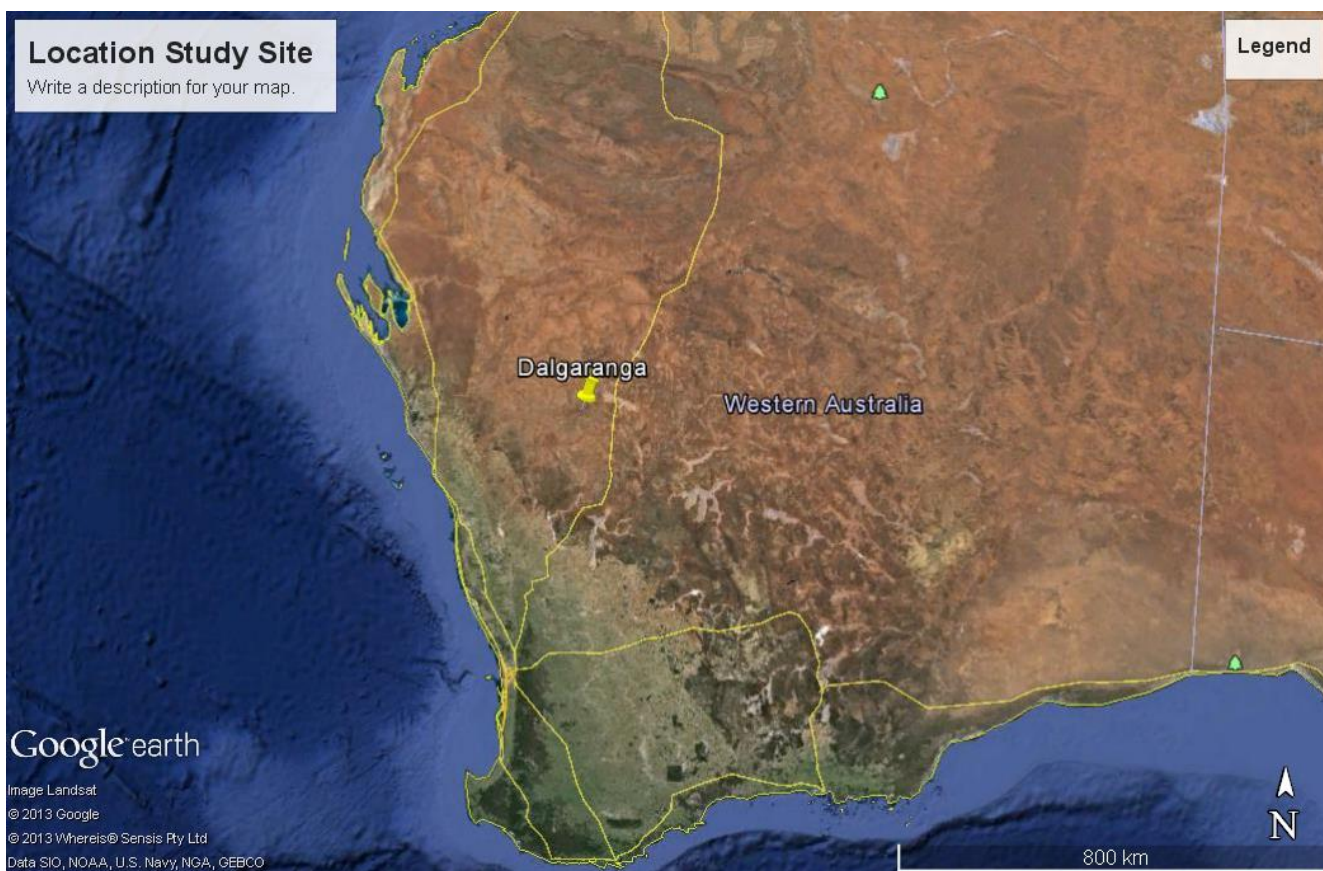 Location Study Site
Write a description for your map.
Legend
Dalgaranga
Western Australia
Google earth
Image Landsat
© 2013 Google
© 2013 Whereis® Sensis Pty Ltd
Data SIO, NOAA, U.S. Navy, NGA, GEBCO
N
800 km